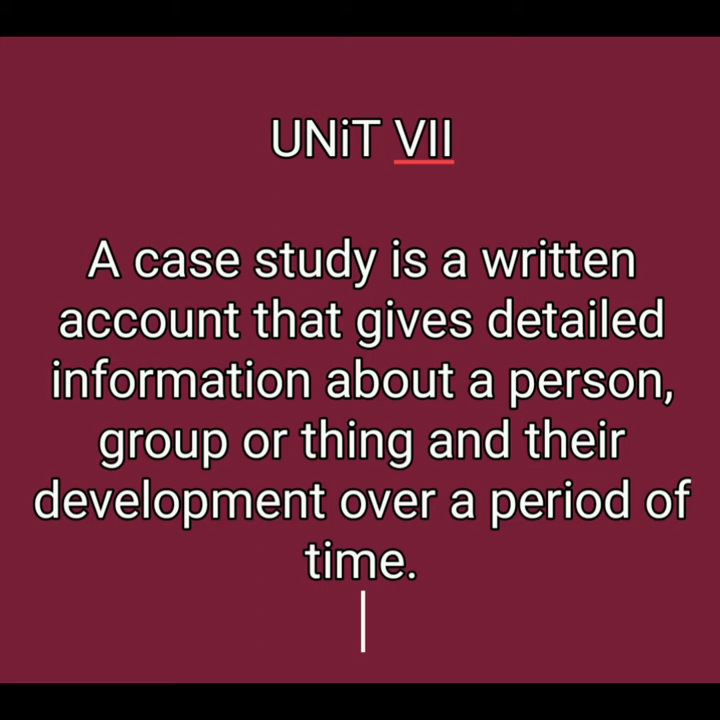 UNiT VII
A case study is a written
account that gives detailed
information about a person,
group or thing and their
development over a period of
time.